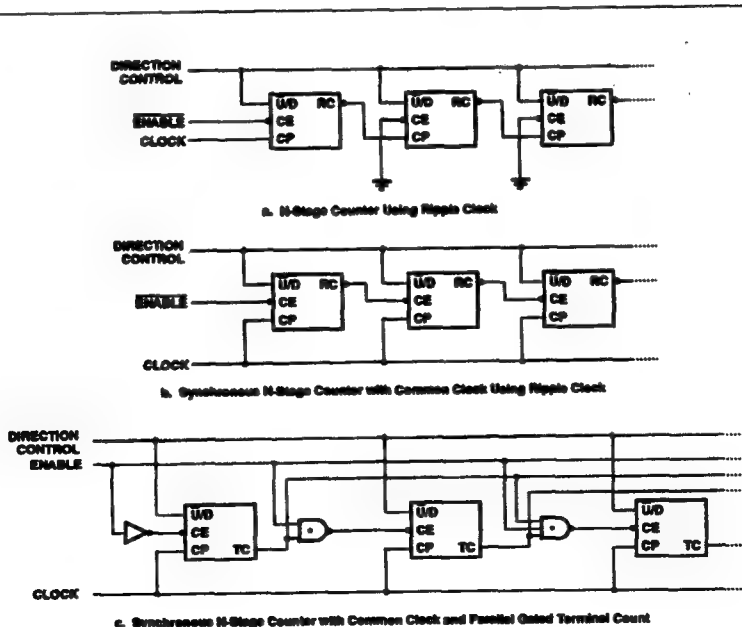 DIRECTION
CONTROL
U/D RC
U/D RC
U/D RC
ENABLE
CE
CE
CE
CLOCK
CP
CP
CP
a. N-Stage Counter Using Ripple Clock
DIRECTION
CONTROL
U/D RC
U/D RC
U/D RC
ENABLE
CE
CE
CE
CP
CP
CP
CLOCK
b. Synchronous N-Stage Counter with Common Clock Using Ripple Clock
DIRECTION
CONTROL
ENABLE
U/D
U/D
U/D
CE
CE
CE
CP TC
CP TC
CP TC
CLOCK
c. Synchronous N-Stage Counter with Common Clock and Parallel Gated Terminal Count